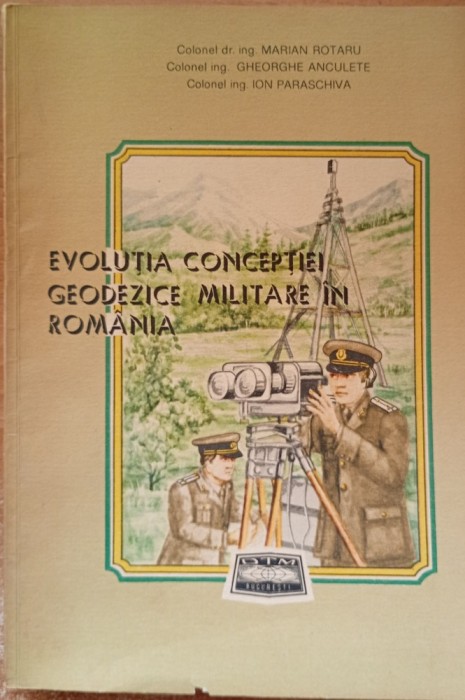 Colonel dr. ing. MARIAN ROTARU
Colonel ing. GHEORGHE ANCULETE
Colonel ing. ION PARASCHIVA
EVOLUȚIA CONCEPȚIEI
GEODEZICE MILITARE ÎN
ROMÂNIA
DTM
BUCUREȘTI